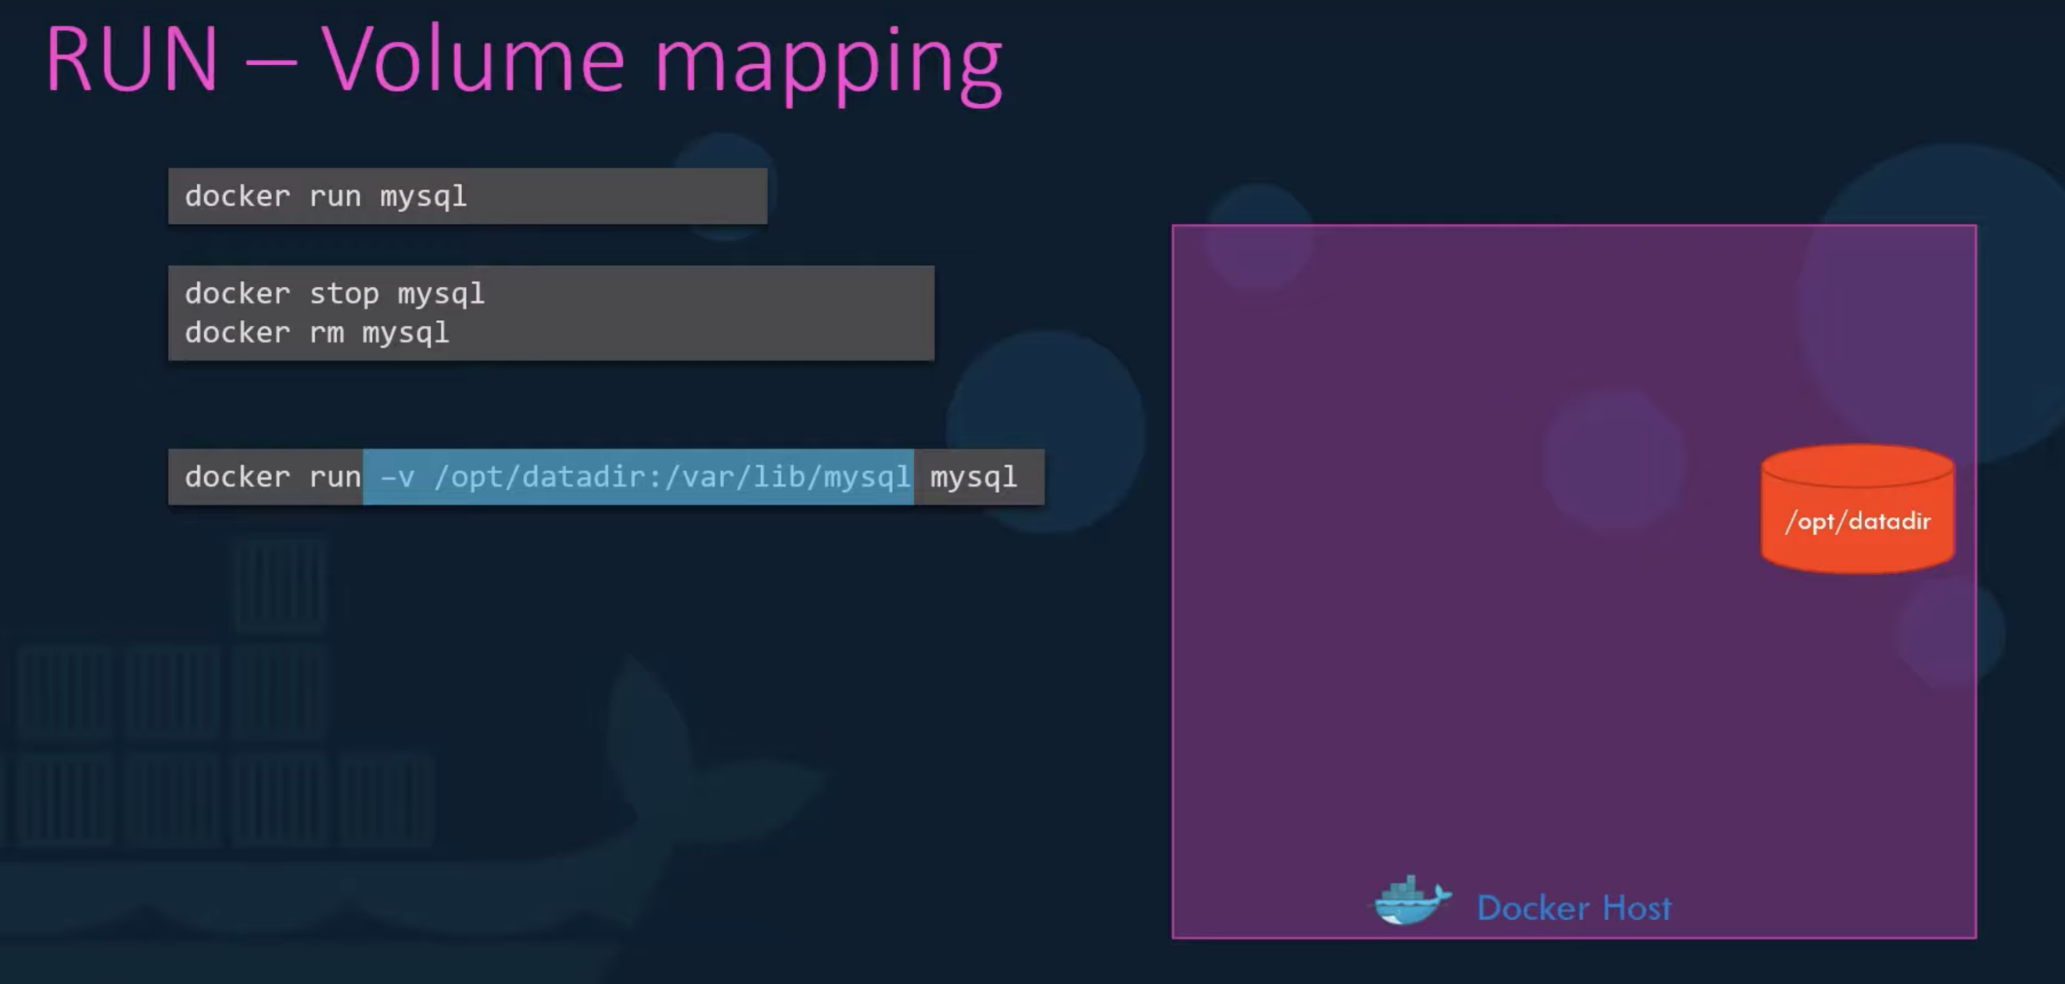 RUN – Volume mapping
docker run mysql
docker stop mysql
docker rm mysql
docker run –v /opt/datadir:/var/lib/mysql mysql
/opt/datadir
Docker Host